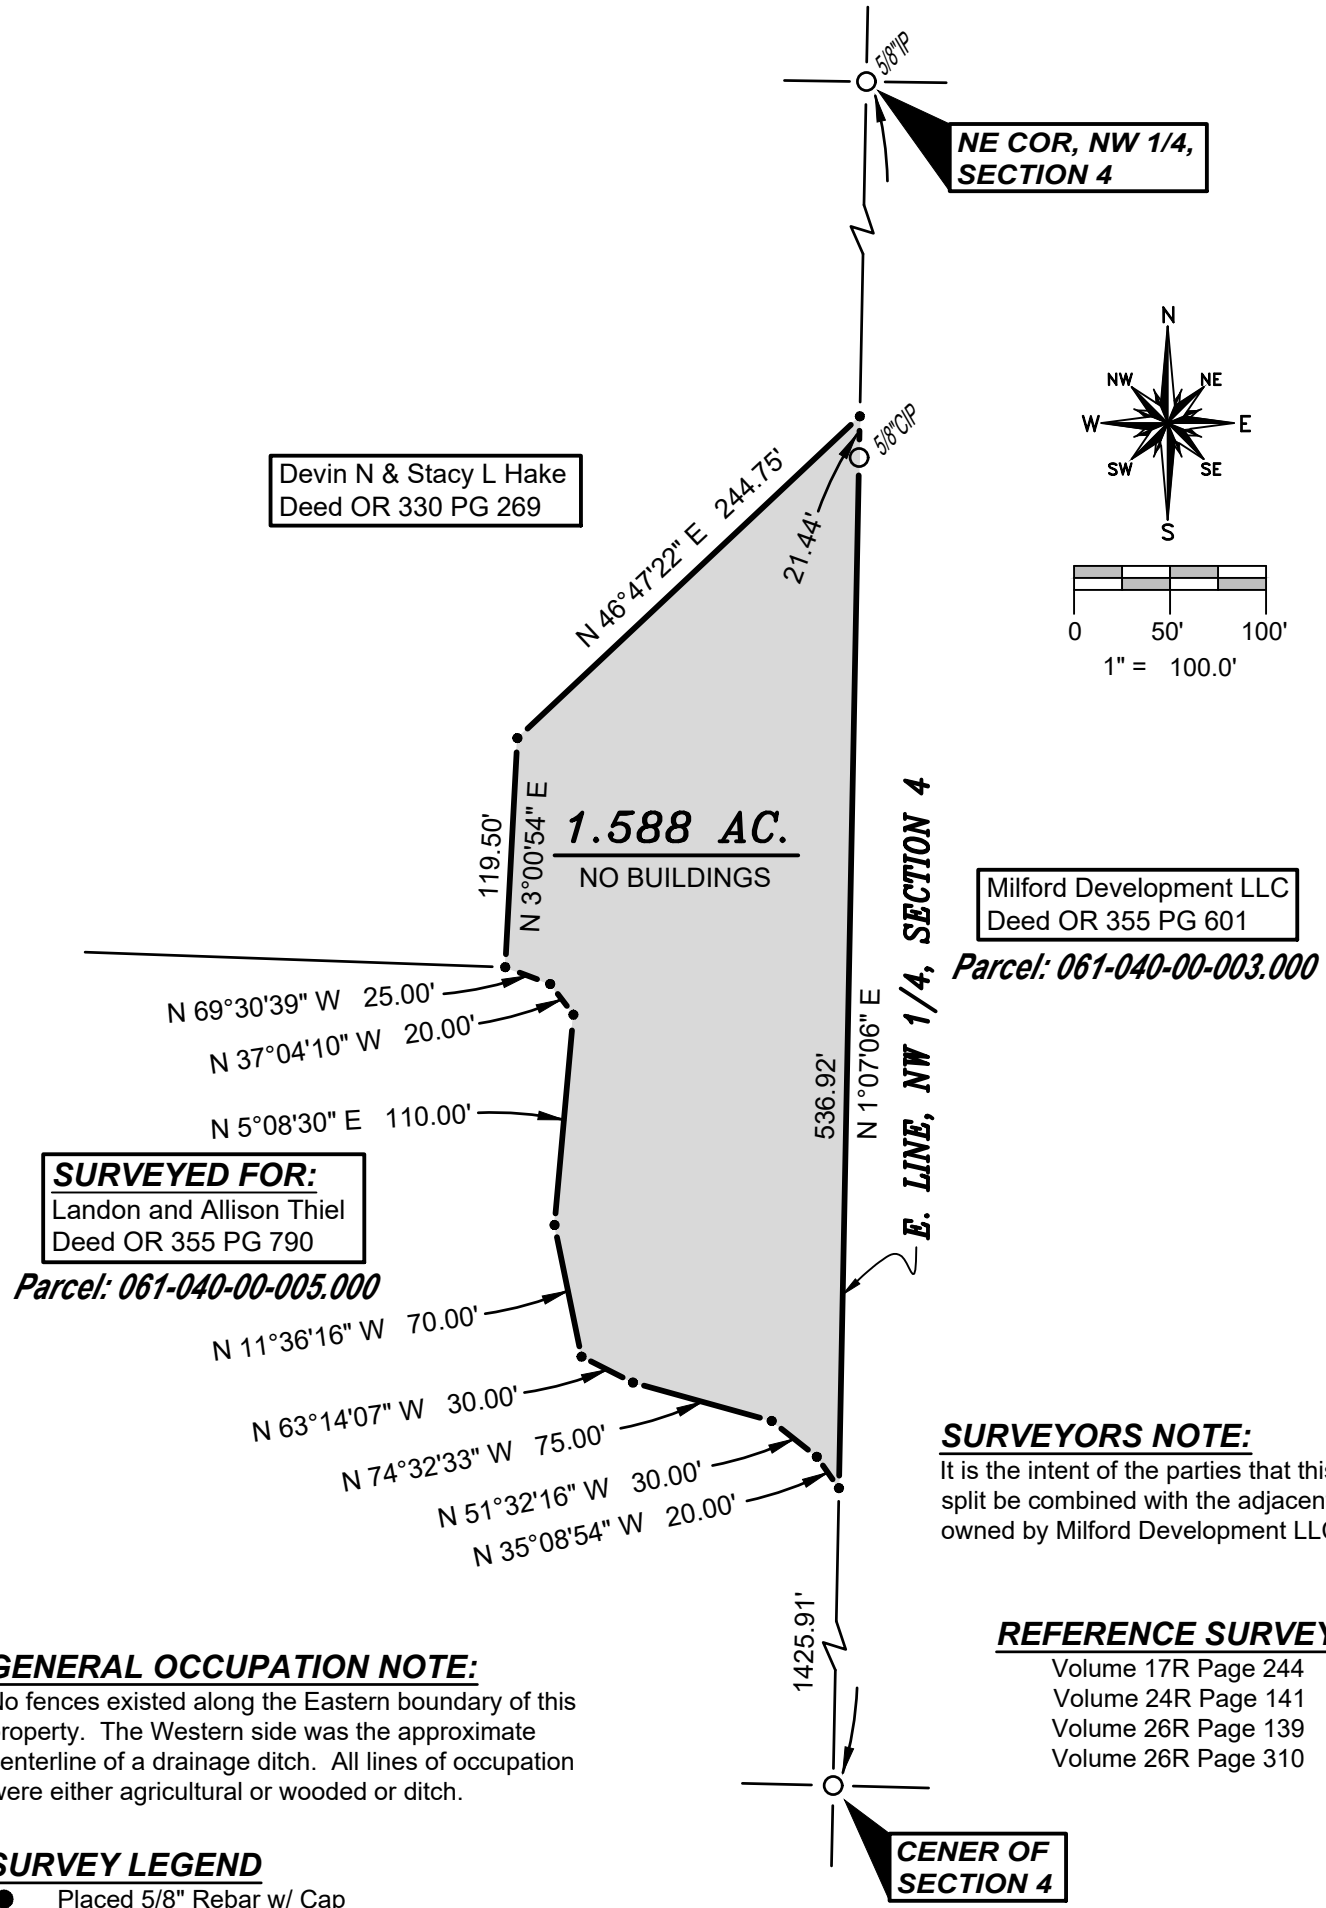 5/8"IP
NE COR, NW 1/4,
SECTION 4
N
NW NE
W E
SW SE
S
0 50' 100'
1" = 100.0'
5/8"CIP
Devin N & Stacy L Hake
Deed OR 330 PG 269
N 46°47'22" E 244.75'
21.44'
119.50'
N 3°00'54" E
1.588 AC.
NO BUILDINGS
E. LINE, NW 1/4, SECTION 4
Milford Development LLC
Deed OR 355 PG 601
Parcel: 061-040-00-003.000
N 69°30'39" W 25.00'
N 37°04'10" W 20.00'
536.92'
N 1°07'06" E
N 5°08'30" E 110.00'
SURVEYED FOR:
Landon and Allison Thiel
Deed OR 355 PG 790
Parcel: 061-040-00-005.000
N 11°36'16" W 70.00'
N 63°14'07" W 30.00'
N 74°32'33" W 75.00'
N 51°32'16" W 30.00'
N 35°08'54" W 20.00'
SURVEYORS NOTE:
It is the intent of the parties that this
split be combined with the adjacen
owned by Milford Development LLC
1425.91'
REFERENCE SURVEY
Volume 17R Page 244
Volume 24R Page 141
Volume 26R Page 139
Volume 26R Page 310
GENERAL OCCUPATION NOTE:
No fences existed along the Eastern boundary of this
property. The Western side was the approximate
centerline of a drainage ditch. All lines of occupation
were either agricultural or wooded or ditch.
CENER OF
SECTION 4
SURVEY LEGEND
Placed 5/8" Rebar w/ Cap